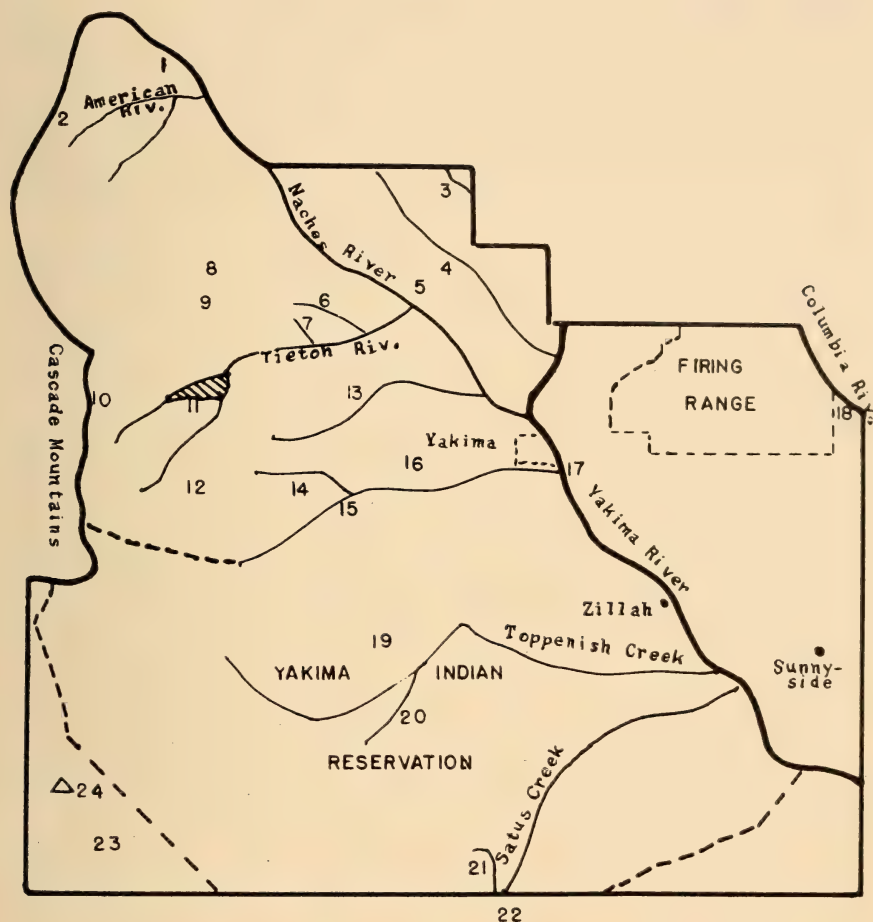 1
American
Riv.
2
3
Naches River
4
5
8
9
6
7
Tieton Riv.
Columbia Riv.
FIRING
RANGE
18
Cascade Mountains
10
11
13
Yakima
16
17
12
14
15
Yakima River
Zillah
Toppenish Creek
Sunny-
side
19
YAKIMA INDIAN
20
RESERVATION
Satus Creek
24
23
21
22